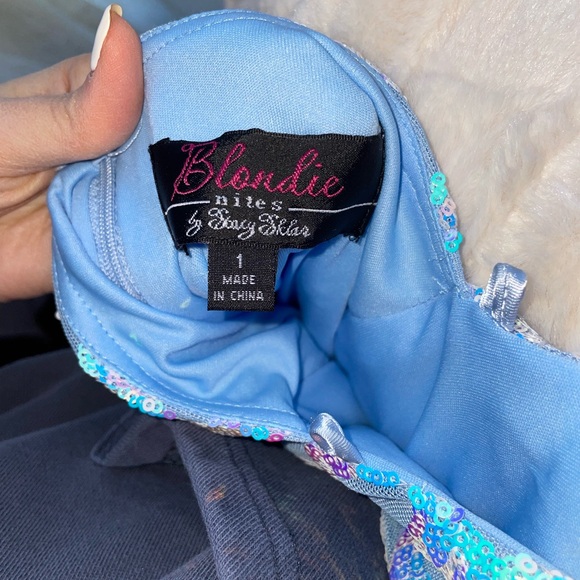 Blondie
nites
by Stacy Sklar
1
MADE
IN CHINA